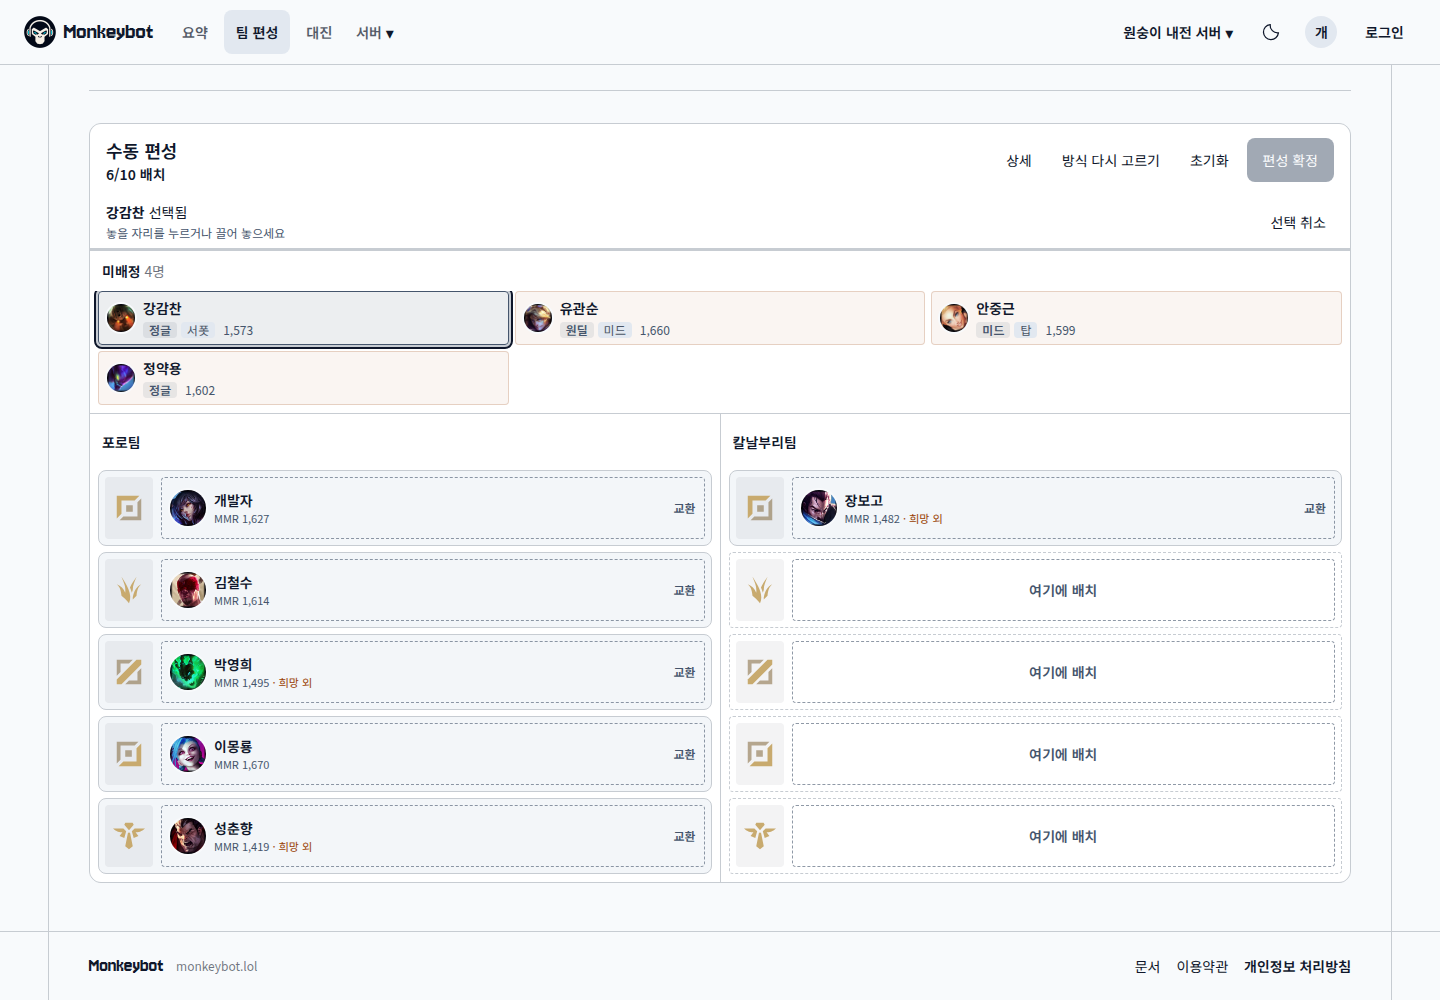 Monkeybot 요약 팀 편성 대진 서버 ▾ 원숭이 내전 서버 ▾ 개 로그인
수동 편성
6/10 배치
상세 방식 다시 고르기 초기화 편성 확정
강감찬 선택됨
놓을 자리를 누르거나 끌어 놓으세요
선택 취소
미배정 4명
강감찬
정글 서폿 1,573
유관순
원딜 미드 1,660
안중근
미드 탑 1,599
정약용
정글 1,602
포로팀
개발자
MMR 1,627
교환
김철수
MMR 1,614
교환
박영희
MMR 1,495 · 희망 외
교환
이몽룡
MMR 1,670
교환
성춘향
MMR 1,419 · 희망 외
교환
칼날부리팀
장보고
MMR 1,482 · 희망 외
교환
여기에 배치
여기에 배치
여기에 배치
여기에 배치
Monkeybot monkeybot.lol 문서 이용약관 개인정보 처리방침